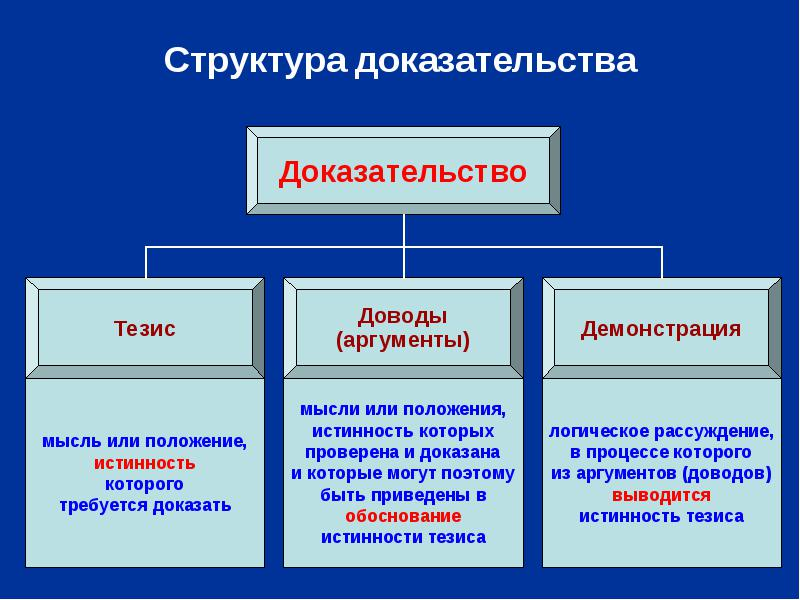 Структура доказательства
Доказательство
Тезис
Доводы
(аргументы)
Демонстрация
мысль или положение,
истинность
которого
требуется доказать
мысли или положения,
истинность которых
проверена и доказана
и которые могут поэтому
быть приведены в
обоснование
истинности тезиса
логическое рассуждение,
в процессе которого
из аргументов (доводов)
выводится
истинность тезиса